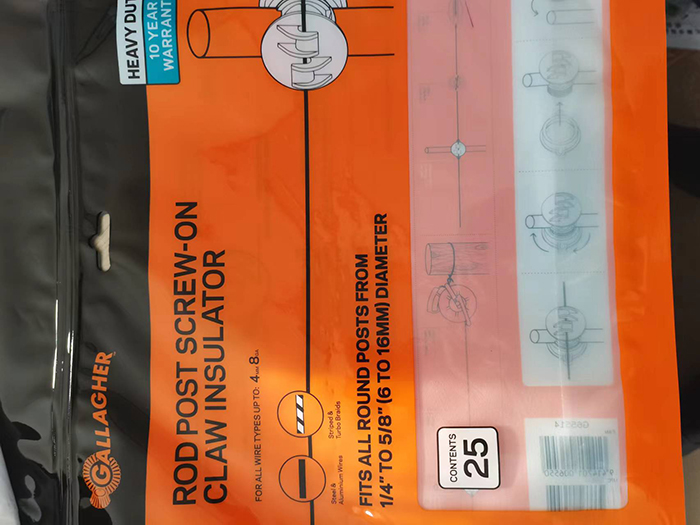 HEAVY DUT
10 YEAR
WARRANT
GALLAGHER
ROD POST SCREW-ON
CLAW INSULATOR
FOR ALL WIRE TYPES UP TO: 4MM 8GA
Steel &
Aluminium Wires
Striped &
Turbo Braids
FITS ALL ROUND POSTS FROM
1/4" TO 5/8" (6 TO 16MM) DIAMETER
CONTENTS
25